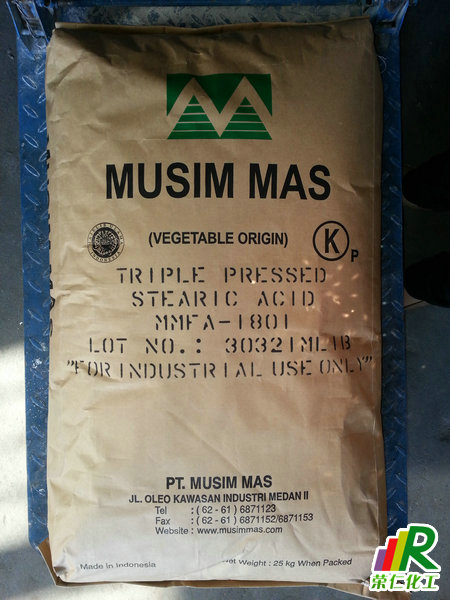 MUSIM MAS
(VEGETABLE ORIGIN)
K
P
TRIPLE PRESSED
STEARIC ACID
MMFA-1801
LOT NO.: 30321ML1B
"FOR INDUSTRIAL USE ONLY"
PT. MUSIM MAS
JL. OLEO KAWASAN INDUSTRI MEDAN II
Tel : (62 - 61) 6871123
Fax : (62 - 61) 6871152/6871153
Website : www.musimmas.com
Made in Indonesia
Net Weight : 25 kg When Packed
R
荣仁化工